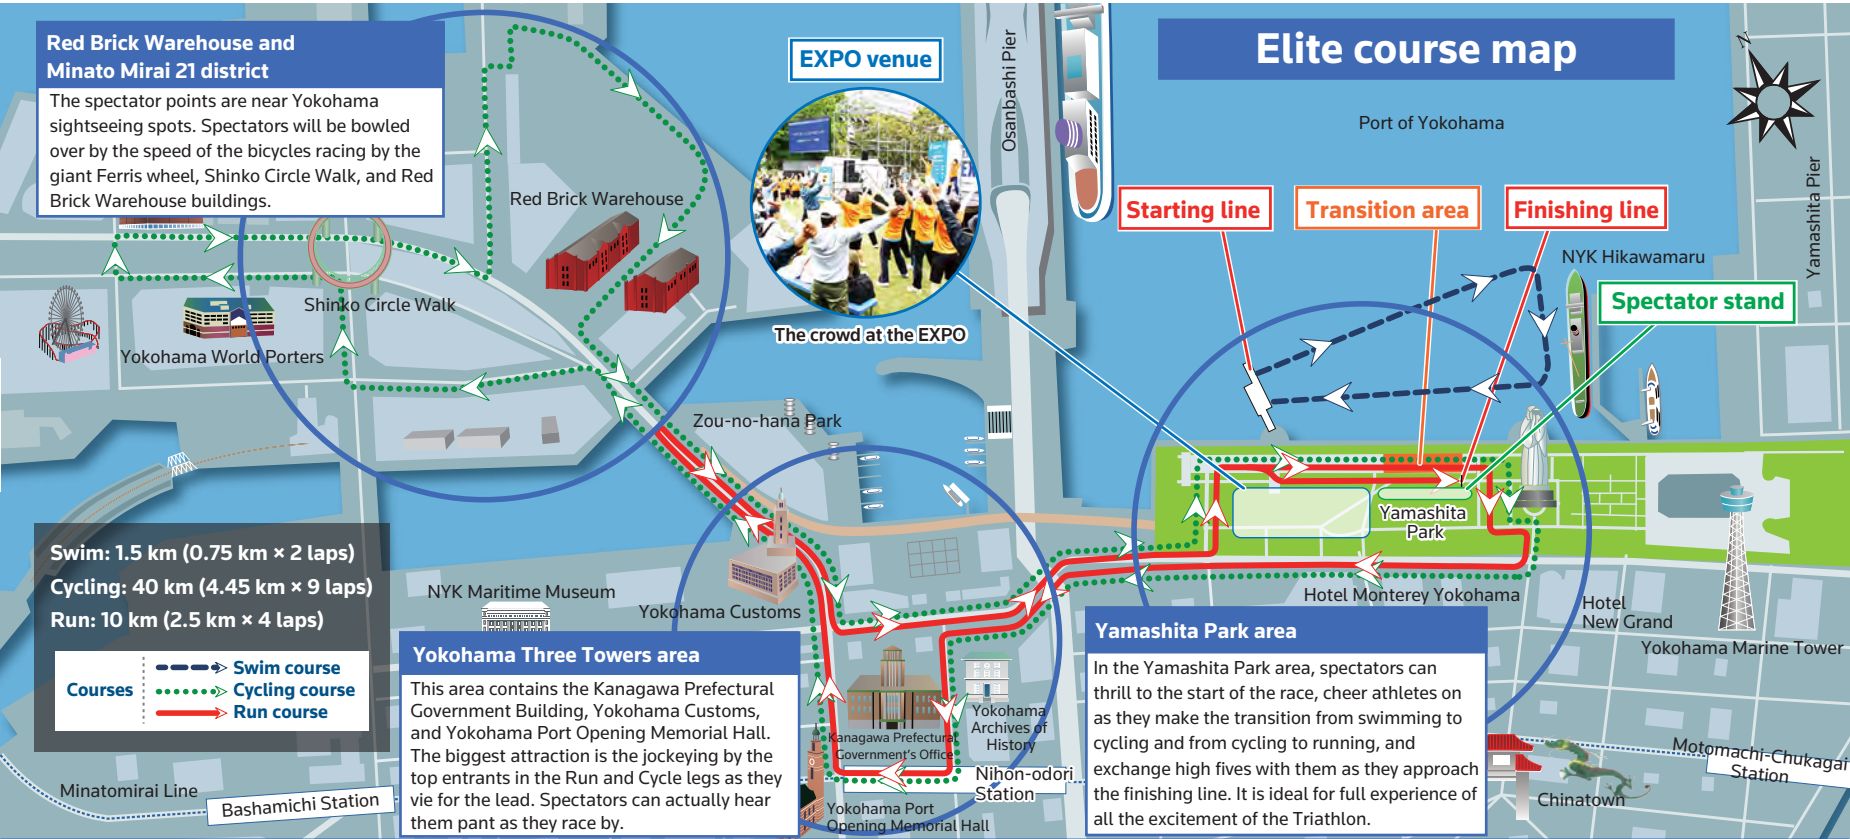 Elite course map
Red Brick Warehouse and
Minato Mirai 21 district
The spectator points are near Yokohama
sightseeing spots. Spectators will be bowled
over by the speed of the bicycles racing by the
giant Ferris wheel, Shinko Circle Walk, and Red
Brick Warehouse buildings.
EXPO venue
The crowd at the EXPO
Osanbashi Pier
Port of Yokohama
N
Yamashita Pier
Starting line
Transition area
Finishing line
NYK Hikawamaru
Spectator stand
Red Brick Warehouse
Shinko Circle Walk
Yokohama World Porters
Zou-no-hana Park
Yamashita
Park
Swim: 1.5 km (0.75 km × 2 laps)
Cycling: 40 km (4.45 km × 9 laps)
Run: 10 km (2.5 km × 4 laps)
Courses
Swim course
Cycling course
Run course
NYK Maritime Museum
Yokohama Customs
Hotel Monterey Yokohama
Hotel
New Grand
Yokohama Marine Tower
Yokohama Three Towers area
This area contains the Kanagawa Prefectural
Government Building, Yokohama Customs,
and Yokohama Port Opening Memorial Hall.
The biggest attraction is the jockeying by the
top entrants in the Run and Cycle legs as they
vie for the lead. Spectators can actually hear
them pant as they race by.
Kanagawa Prefectural
Government's Office
Yokohama
Archives of
History
Nihon-odori
Station
Yokohama Port
Opening Memorial Hall
Yamashita Park area
In the Yamashita Park area, spectators can
thrill to the start of the race, cheer athletes on
as they make the transition from swimming to
cycling and from cycling to running, and
exchange high fives with them as they approach
the finishing line. It is ideal for full experience of
all the excitement of the Triathlon.
Motomachi-Chukagai
Station
Chinatown
Minatomirai Line
Bashamichi Station